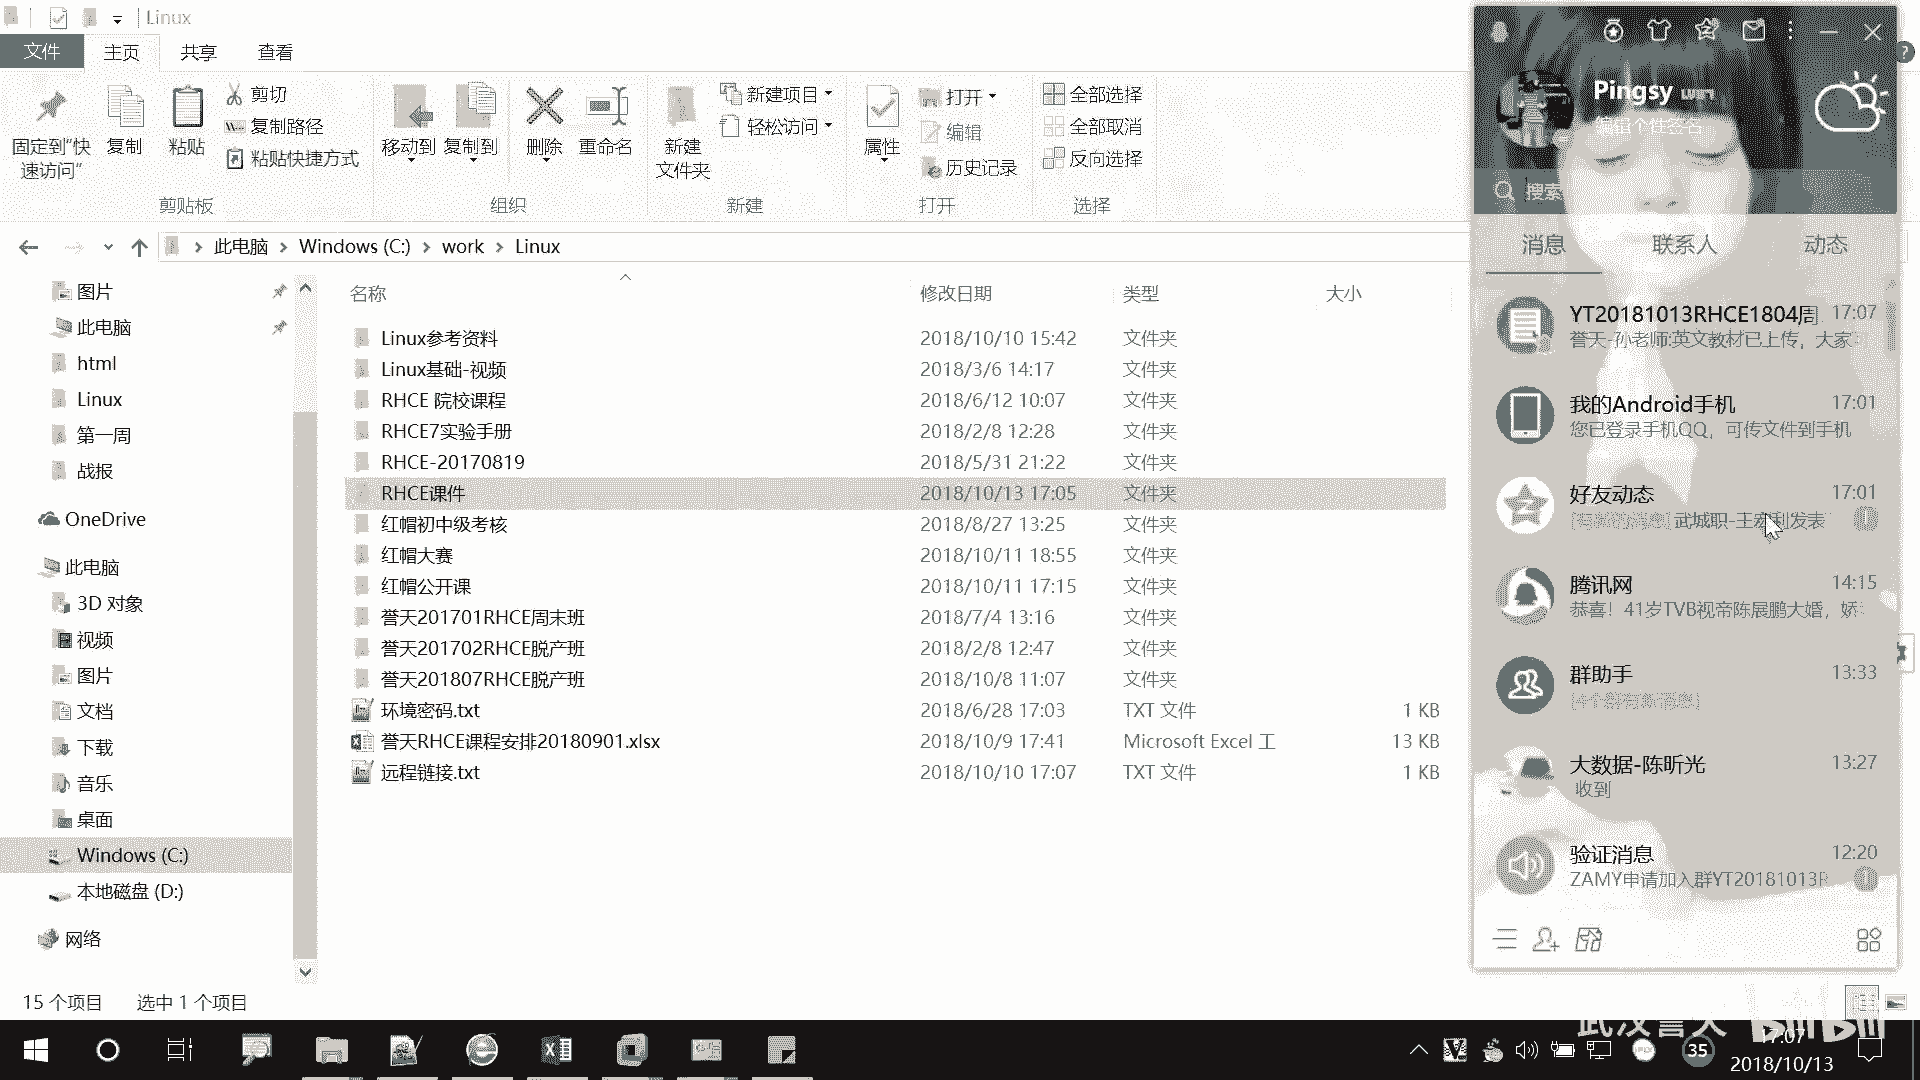 Linux
文件 主页 共享 查看
固定到"快速访问"
复制
粘贴
剪切
复制路径
粘贴快捷方式
剪贴板
移动到
复制到
删除
重命名
组织
新建文件夹
新建项目
轻松访问
新建
属性
打开
编辑
历史记录
打开
全部选择
全部取消
反向选择
选择
此电脑 > Windows (C:) > work > Linux
图片
此电脑
html
Linux
第一周
战报
OneDrive
此电脑
3D 对象
视频
图片
文档
下载
音乐
桌面
Windows (C:)
本地磁盘 (D:)
网络
名称 修改日期 类型 大小
Linux参考资料 2018/10/10 15:42 文件夹
Linux基础-视频 2018/3/6 14:17 文件夹
RHCE 院校课程 2018/6/12 10:07 文件夹
RHCE7实验手册 2018/2/8 12:28 文件夹
RHCE-20170819 2018/5/31 21:22 文件夹
RHCE课件 2018/10/13 17:05 文件夹
红帽初中级考核 2018/8/27 13:25 文件夹
红帽大赛 2018/10/11 18:55 文件夹
红帽公开课 2018/10/11 17:15 文件夹
誉天201701RHCE周末班 2018/7/4 13:16 文件夹
誉天201702RHCE脱产班 2018/2/8 12:47 文件夹
誉天201807RHCE脱产班 2018/10/8 11:07 文件夹
环境密码.txt 2018/6/28 17:03 TXT 文件 1 KB
誉天RHCE课程安排20180901.xlsx 2018/10/9 17:41 Microsoft Excel 工 13 KB
远程链接.txt 2018/10/10 17:07 TXT 文件 1 KB
15 个项目 选中 1 个项目
Pingsy
编辑个性签名
搜索
消息 联系人 动态
YT20181013RHCE1804周 17:07
誉天-孙老师:英文教材已上传，大家
我的Android手机 17:01
您已登录手机QQ，可传文件到手机
好友动态 17:01
武城职-王宏利发表
腾讯网 14:15
恭喜！41岁TVB视帝陈展鹏大婚，娇
群助手 13:33
[4个群有新消息]
大数据-陈昕光 13:27
收到
验证消息 12:20
ZAMY申请加入群YT20181013R
武汉誉天 bilibili
35
17:07
2018/10/13